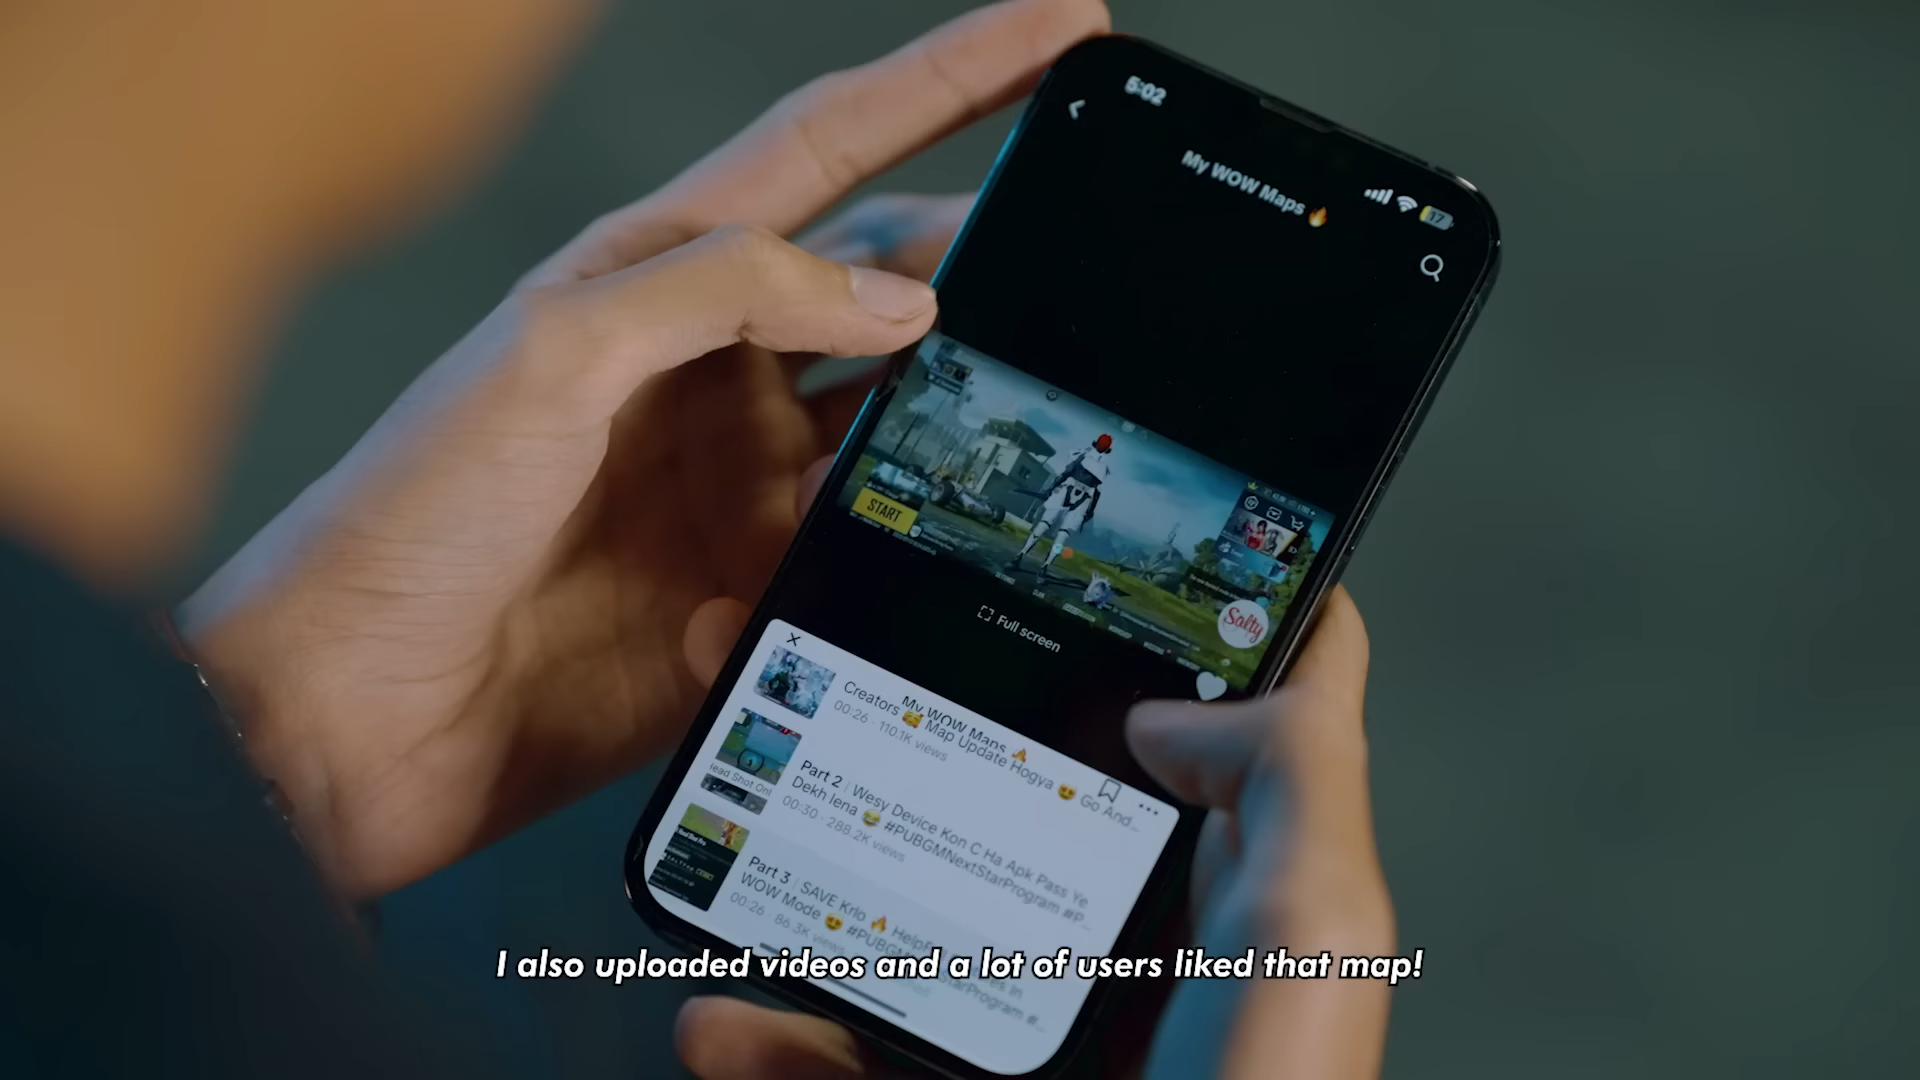 5:02
17
My WOW Maps 🔥
START
Salty
Full screen
My WOW Maps 🔥
Creators 🥰 Map Update Hogya 😍 Go And...
00:26 · 110.1K views
Part 2 | Wesy Device Kon C Ha Apk Pass Ye
Dekh lena 😂 #PUBGMNextStarProgram #P...
00:30 · 288.2K views
Head Shot Onl
Part 3 | SAVE Krlo 🔥
WOW Mode 😍
00:26 · 86.3K views
I also uploaded videos and a lot of users liked that map!